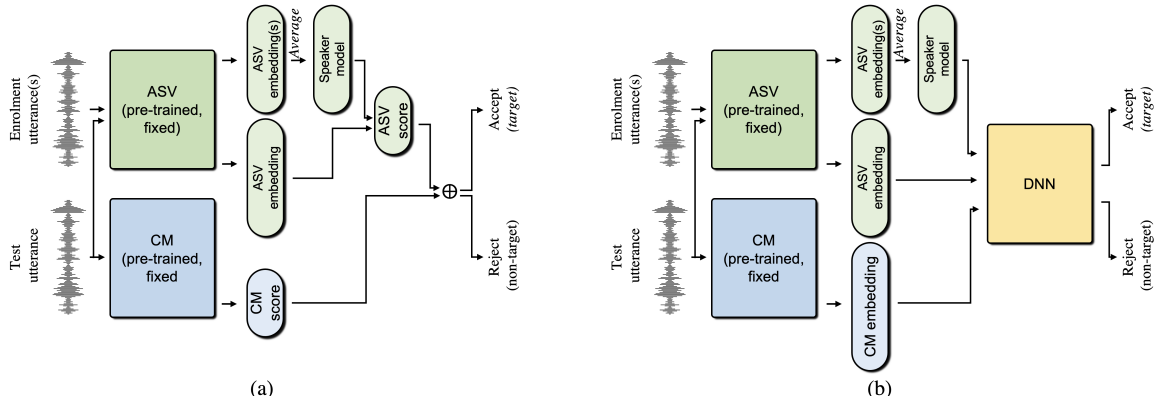 Enrolment
utterance(s)
Test
utterance
ASV
(pre-trained,
fixed)
CM
(pre-trained,
fixed
ASV
embedding(s)
Average
Speaker
model
ASV
embedding
ASV
score
CM
score
⊕
Accept
(target)
Reject
(non-target)
(a)
Enrolment
utterance(s)
Test
utterance
ASV
(pre-trained,
fixed)
CM
(pre-trained,
fixed
ASV
embedding(s)
Average
Speaker
model
ASV
embedding
CM embedding
DNN
Accept
(target)
Reject
(non-target)
(b)